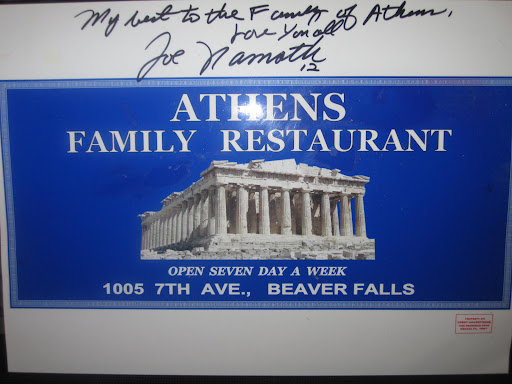 My best to the Family of Athens,
Love You all
Joe Namath
12
ATHENS
FAMILY RESTAURANT
OPEN SEVEN DAY A WEEK
1005 7TH AVE., BEAVER FALLS